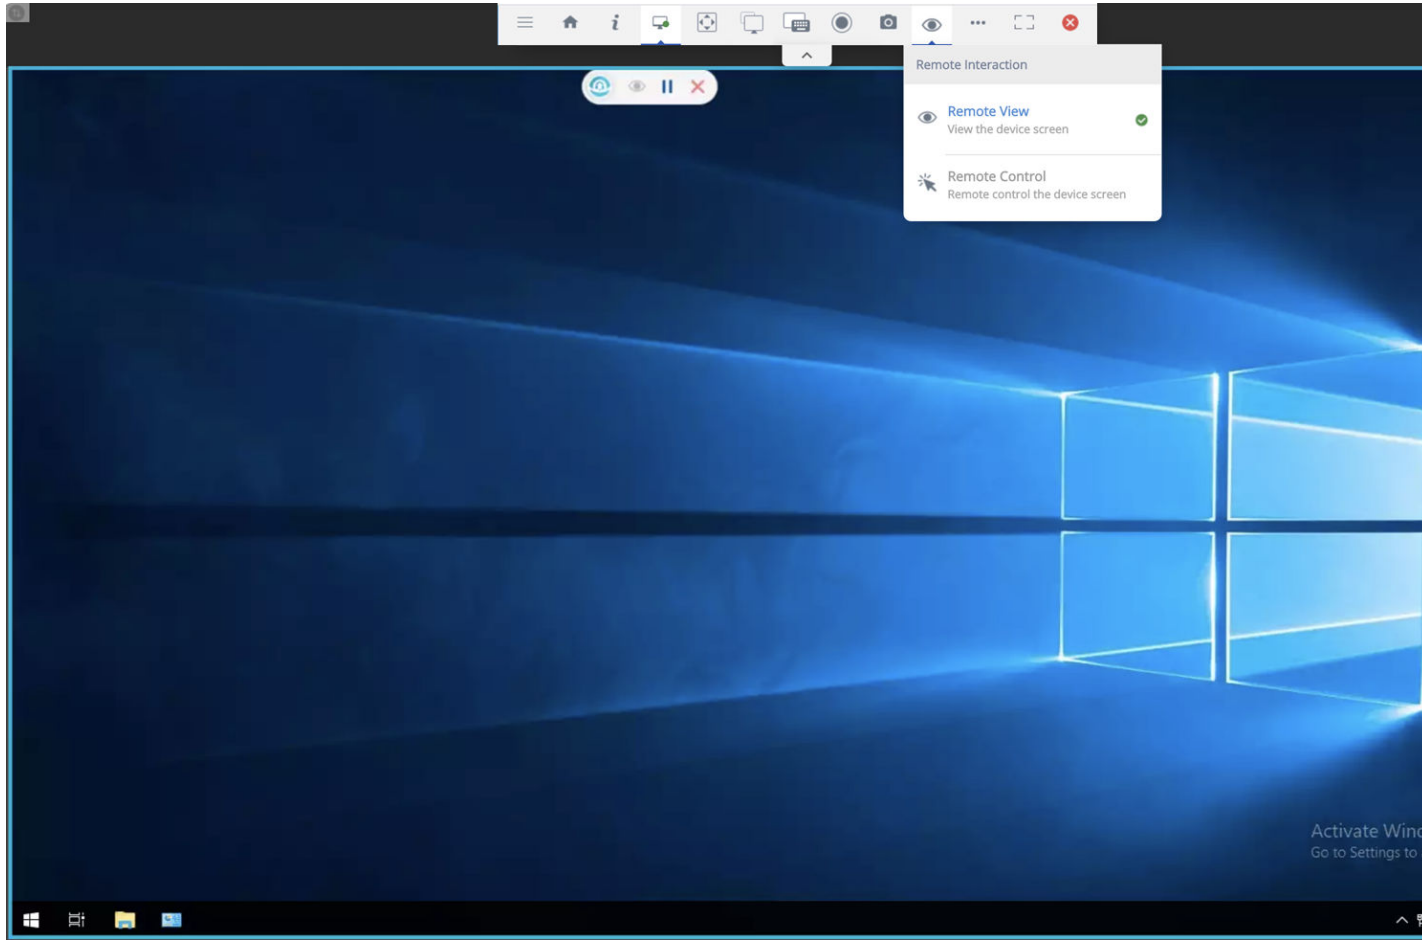 Remote Interaction
Remote View
View the device screen
Remote Control
Remote control the device screen
Activate Wind
Go to Settings to